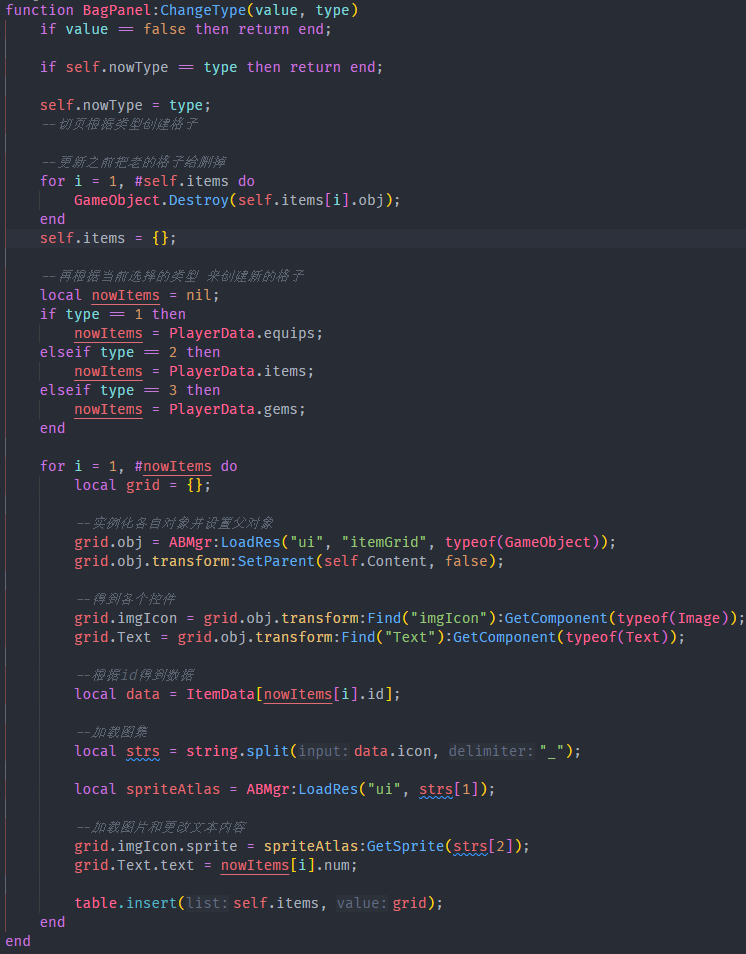 function BagPanel:ChangeType(value, type)
if value == false then return end;
if self.nowType == type then return end;
self.nowType = type;
--切页根据类型创建格子
--更新之前把老的格子给删掉
for i = 1, #self.items do
GameObject.Destroy(self.items[i].obj);
end
self.items = {};
--再根据当前选择的类型 来创建新的格子
local nowItems = nil;
if type == 1 then
nowItems = PlayerData.equips;
elseif type == 2 then
nowItems = PlayerData.items;
elseif type == 3 then
nowItems = PlayerData.gems;
end
for i = 1, #nowItems do
local grid = {};
--实例化各自对象并设置父对象
grid.obj = ABMgr:LoadRes("ui", "itemGrid", typeof(GameObject));
grid.obj.transform:SetParent(self.Content, false);
--得到各个控件
grid.imgIcon = grid.obj.transform:Find("imgIcon"):GetComponent(typeof(Image));
grid.Text = grid.obj.transform:Find("Text"):GetComponent(typeof(Text));
--根据id得到数据
local data = ItemData[nowItems[i].id];
--加载图集
local strs = string.split(input: data.icon, delimiter: "_");
local spriteAtlas = ABMgr:LoadRes("ui", strs[1]);
--加载图片和更改文本内容
grid.imgIcon.sprite = spriteAtlas:GetSprite(strs[2]);
grid.Text.text = nowItems[i].num;
table.insert(list: self.items, value: grid);
end
end